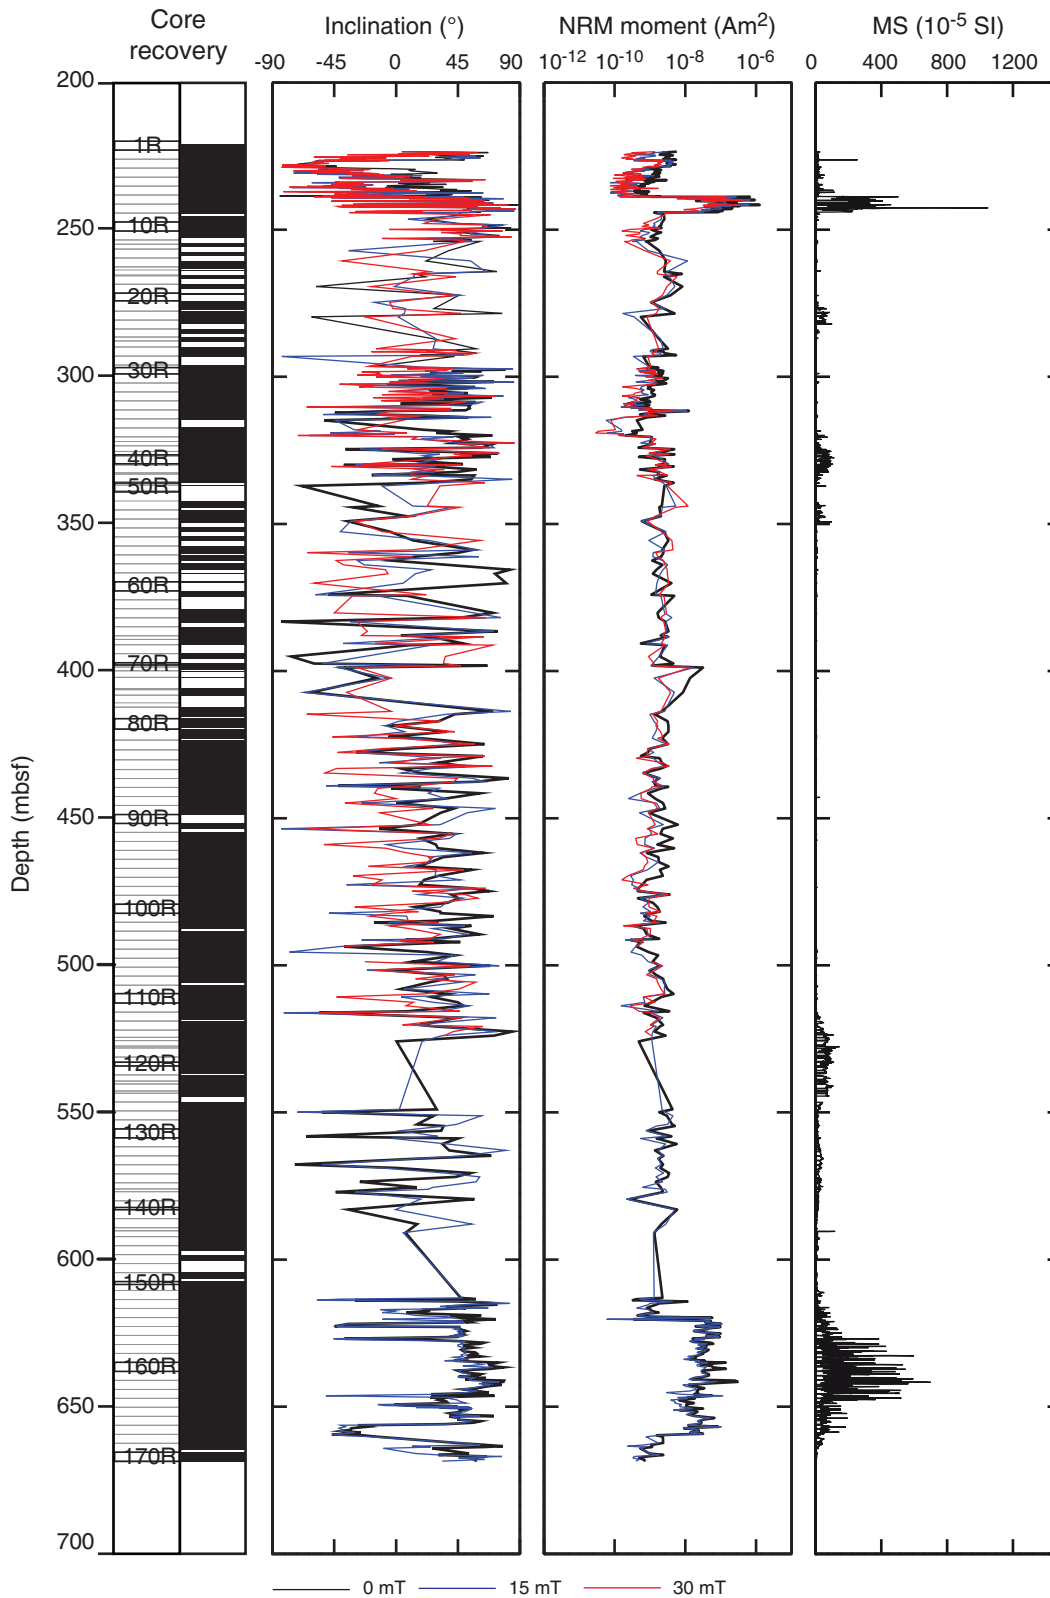 Core recovery
Inclination (°)
NRM moment (Am²)
MS (10⁻⁵ SI)
-90 -45 0 45 90
10⁻¹² 10⁻¹⁰ 10⁻⁸ 10⁻⁶
0 400 800 1200
Depth (mbsf)
200
250
300
350
400
450
500
550
600
650
700
1R
10R
20R
30R
40R
50R
60R
70R
80R
90R
100R
110R
120R
130R
140R
150R
160R
170R
0 mT 15 mT 30 mT